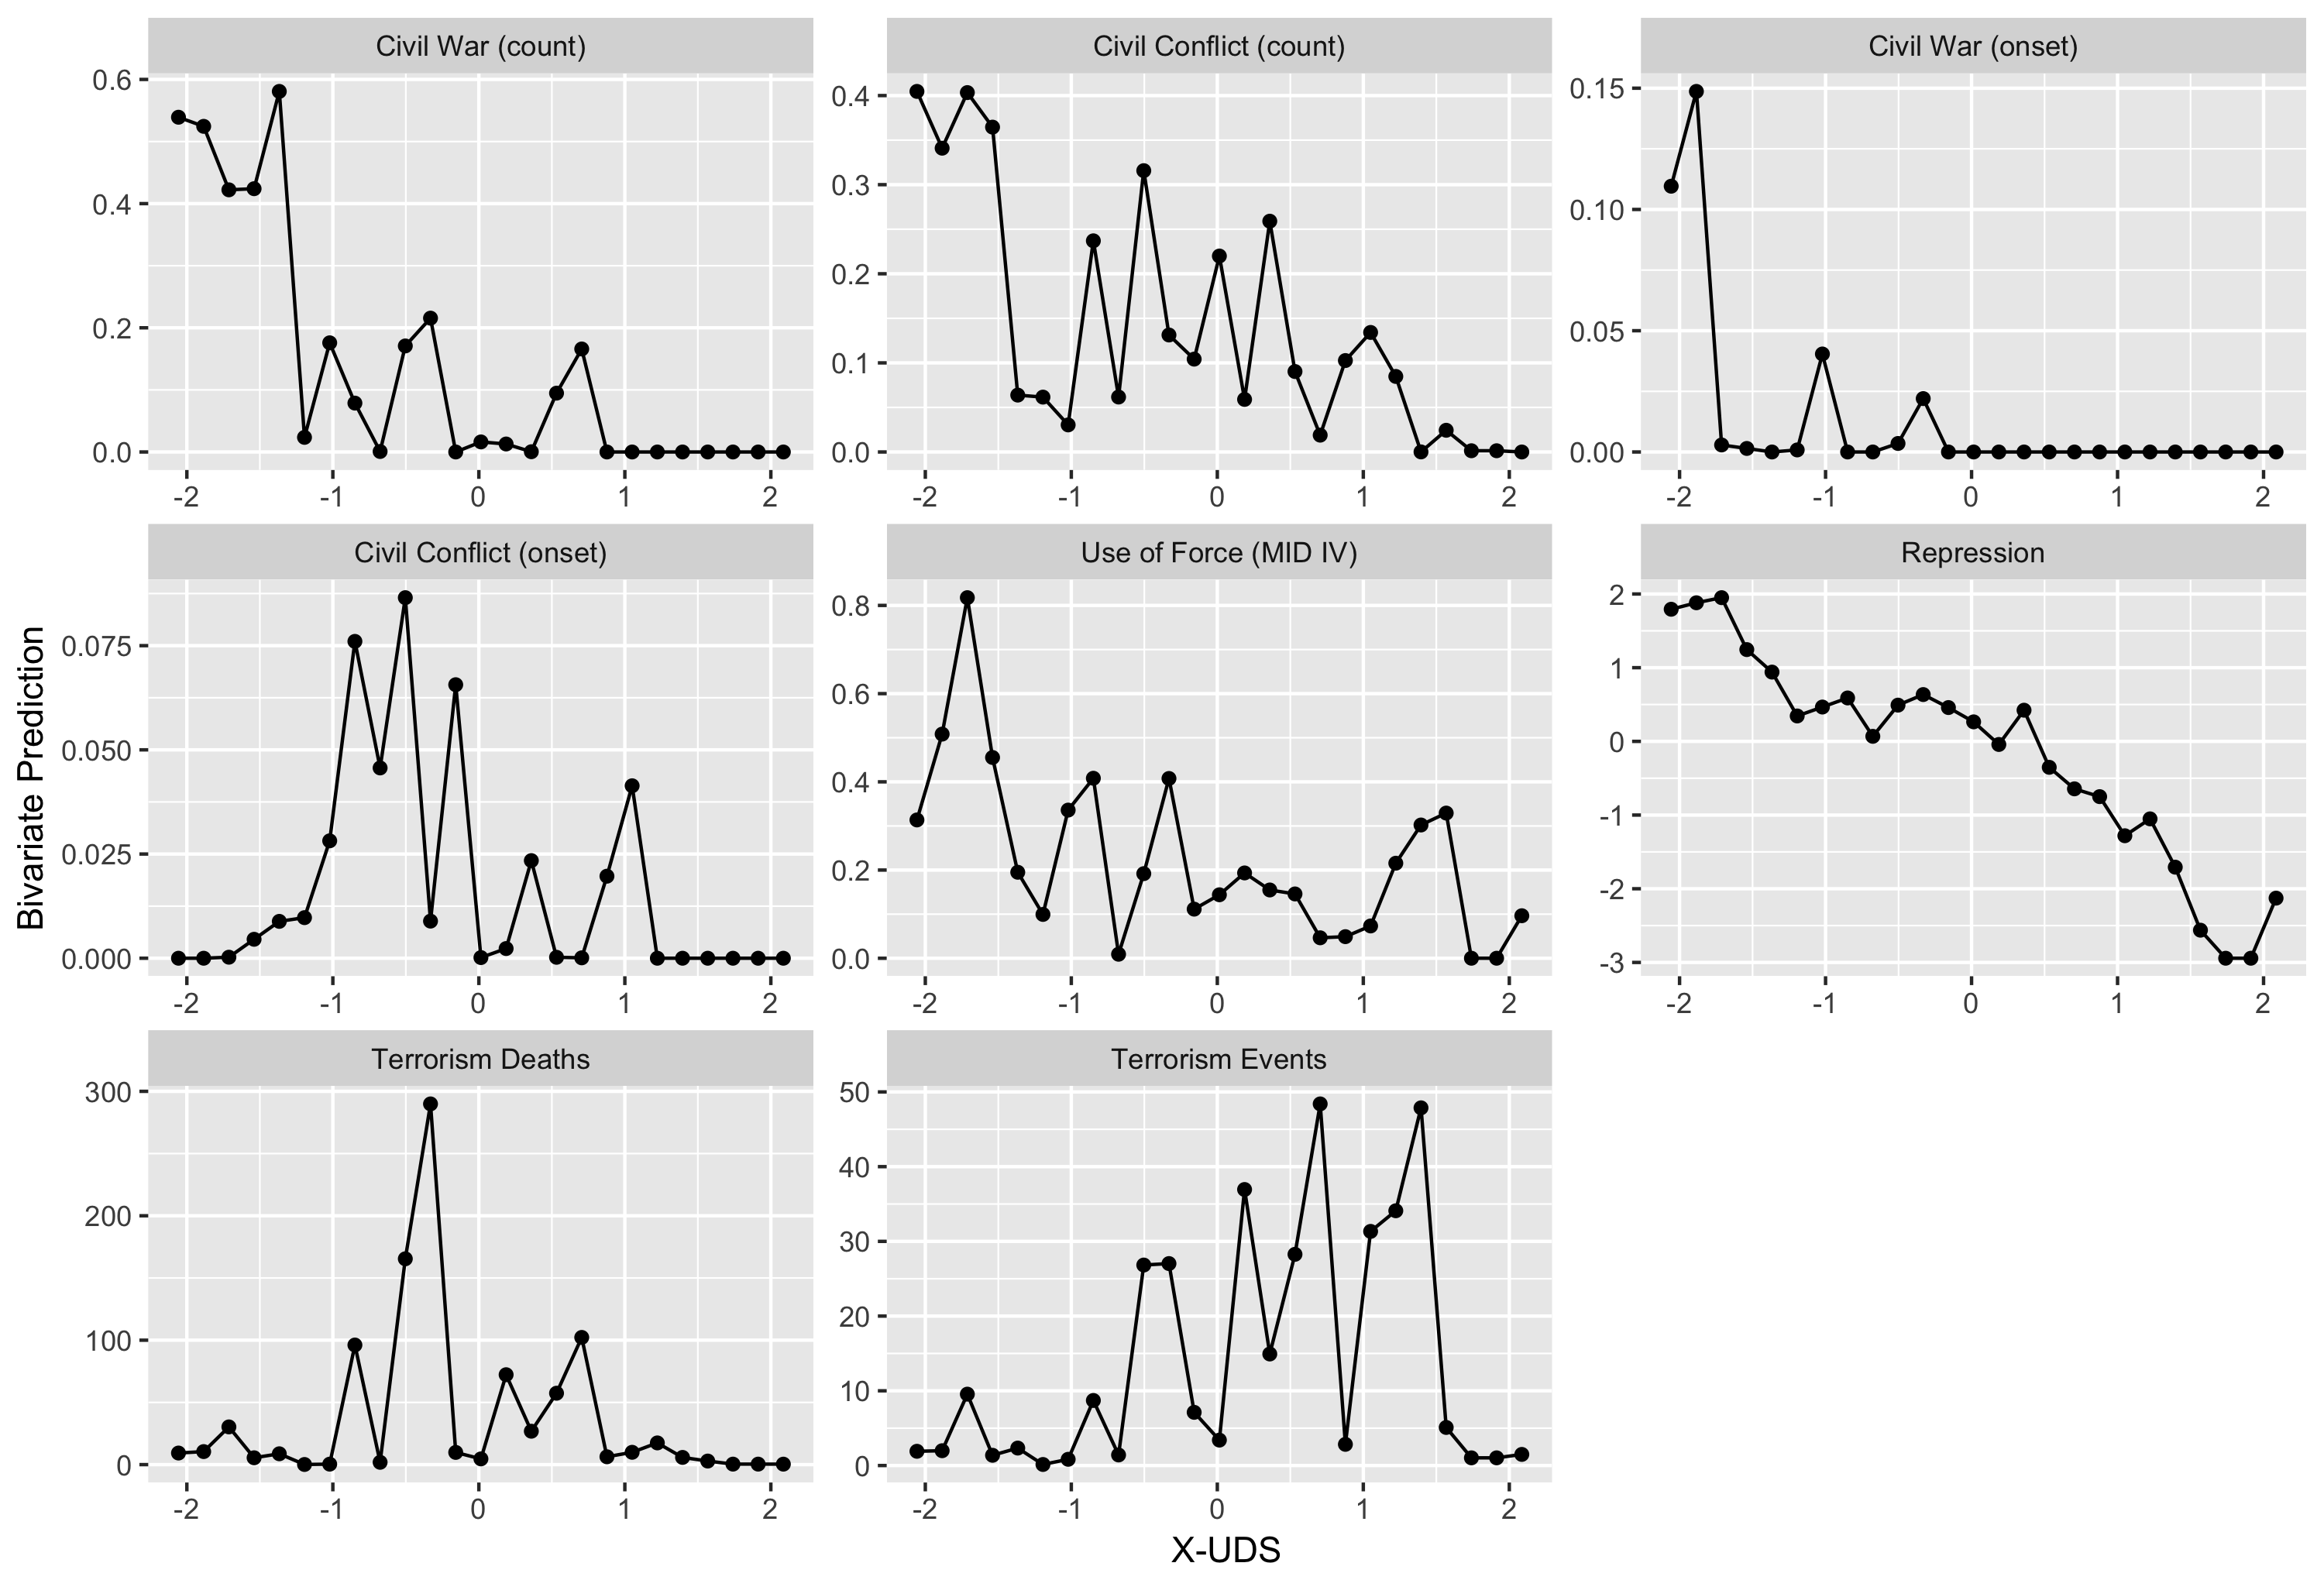 Civil War (count)
Civil Conflict (count)
Civil War (onset)
0.6
0.4
0.2
0.0
-2 -1 0 1 2
0.4
0.3
0.2
0.1
0.0
-2 -1 0 1 2
0.15
0.10
0.05
0.00
-2 -1 0 1 2
Civil Conflict (onset)
Use of Force (MID IV)
Repression
Bivariate Prediction
0.075
0.050
0.025
0.000
-2 -1 0 1 2
0.8
0.6
0.4
0.2
0.0
-2 -1 0 1 2
2
1
0
-1
-2
-3
-2 -1 0 1 2
Terrorism Deaths
Terrorism Events
300
200
100
0
-2 -1 0 1 2
50
40
30
20
10
0
-2 -1 0 1 2
X-UDS